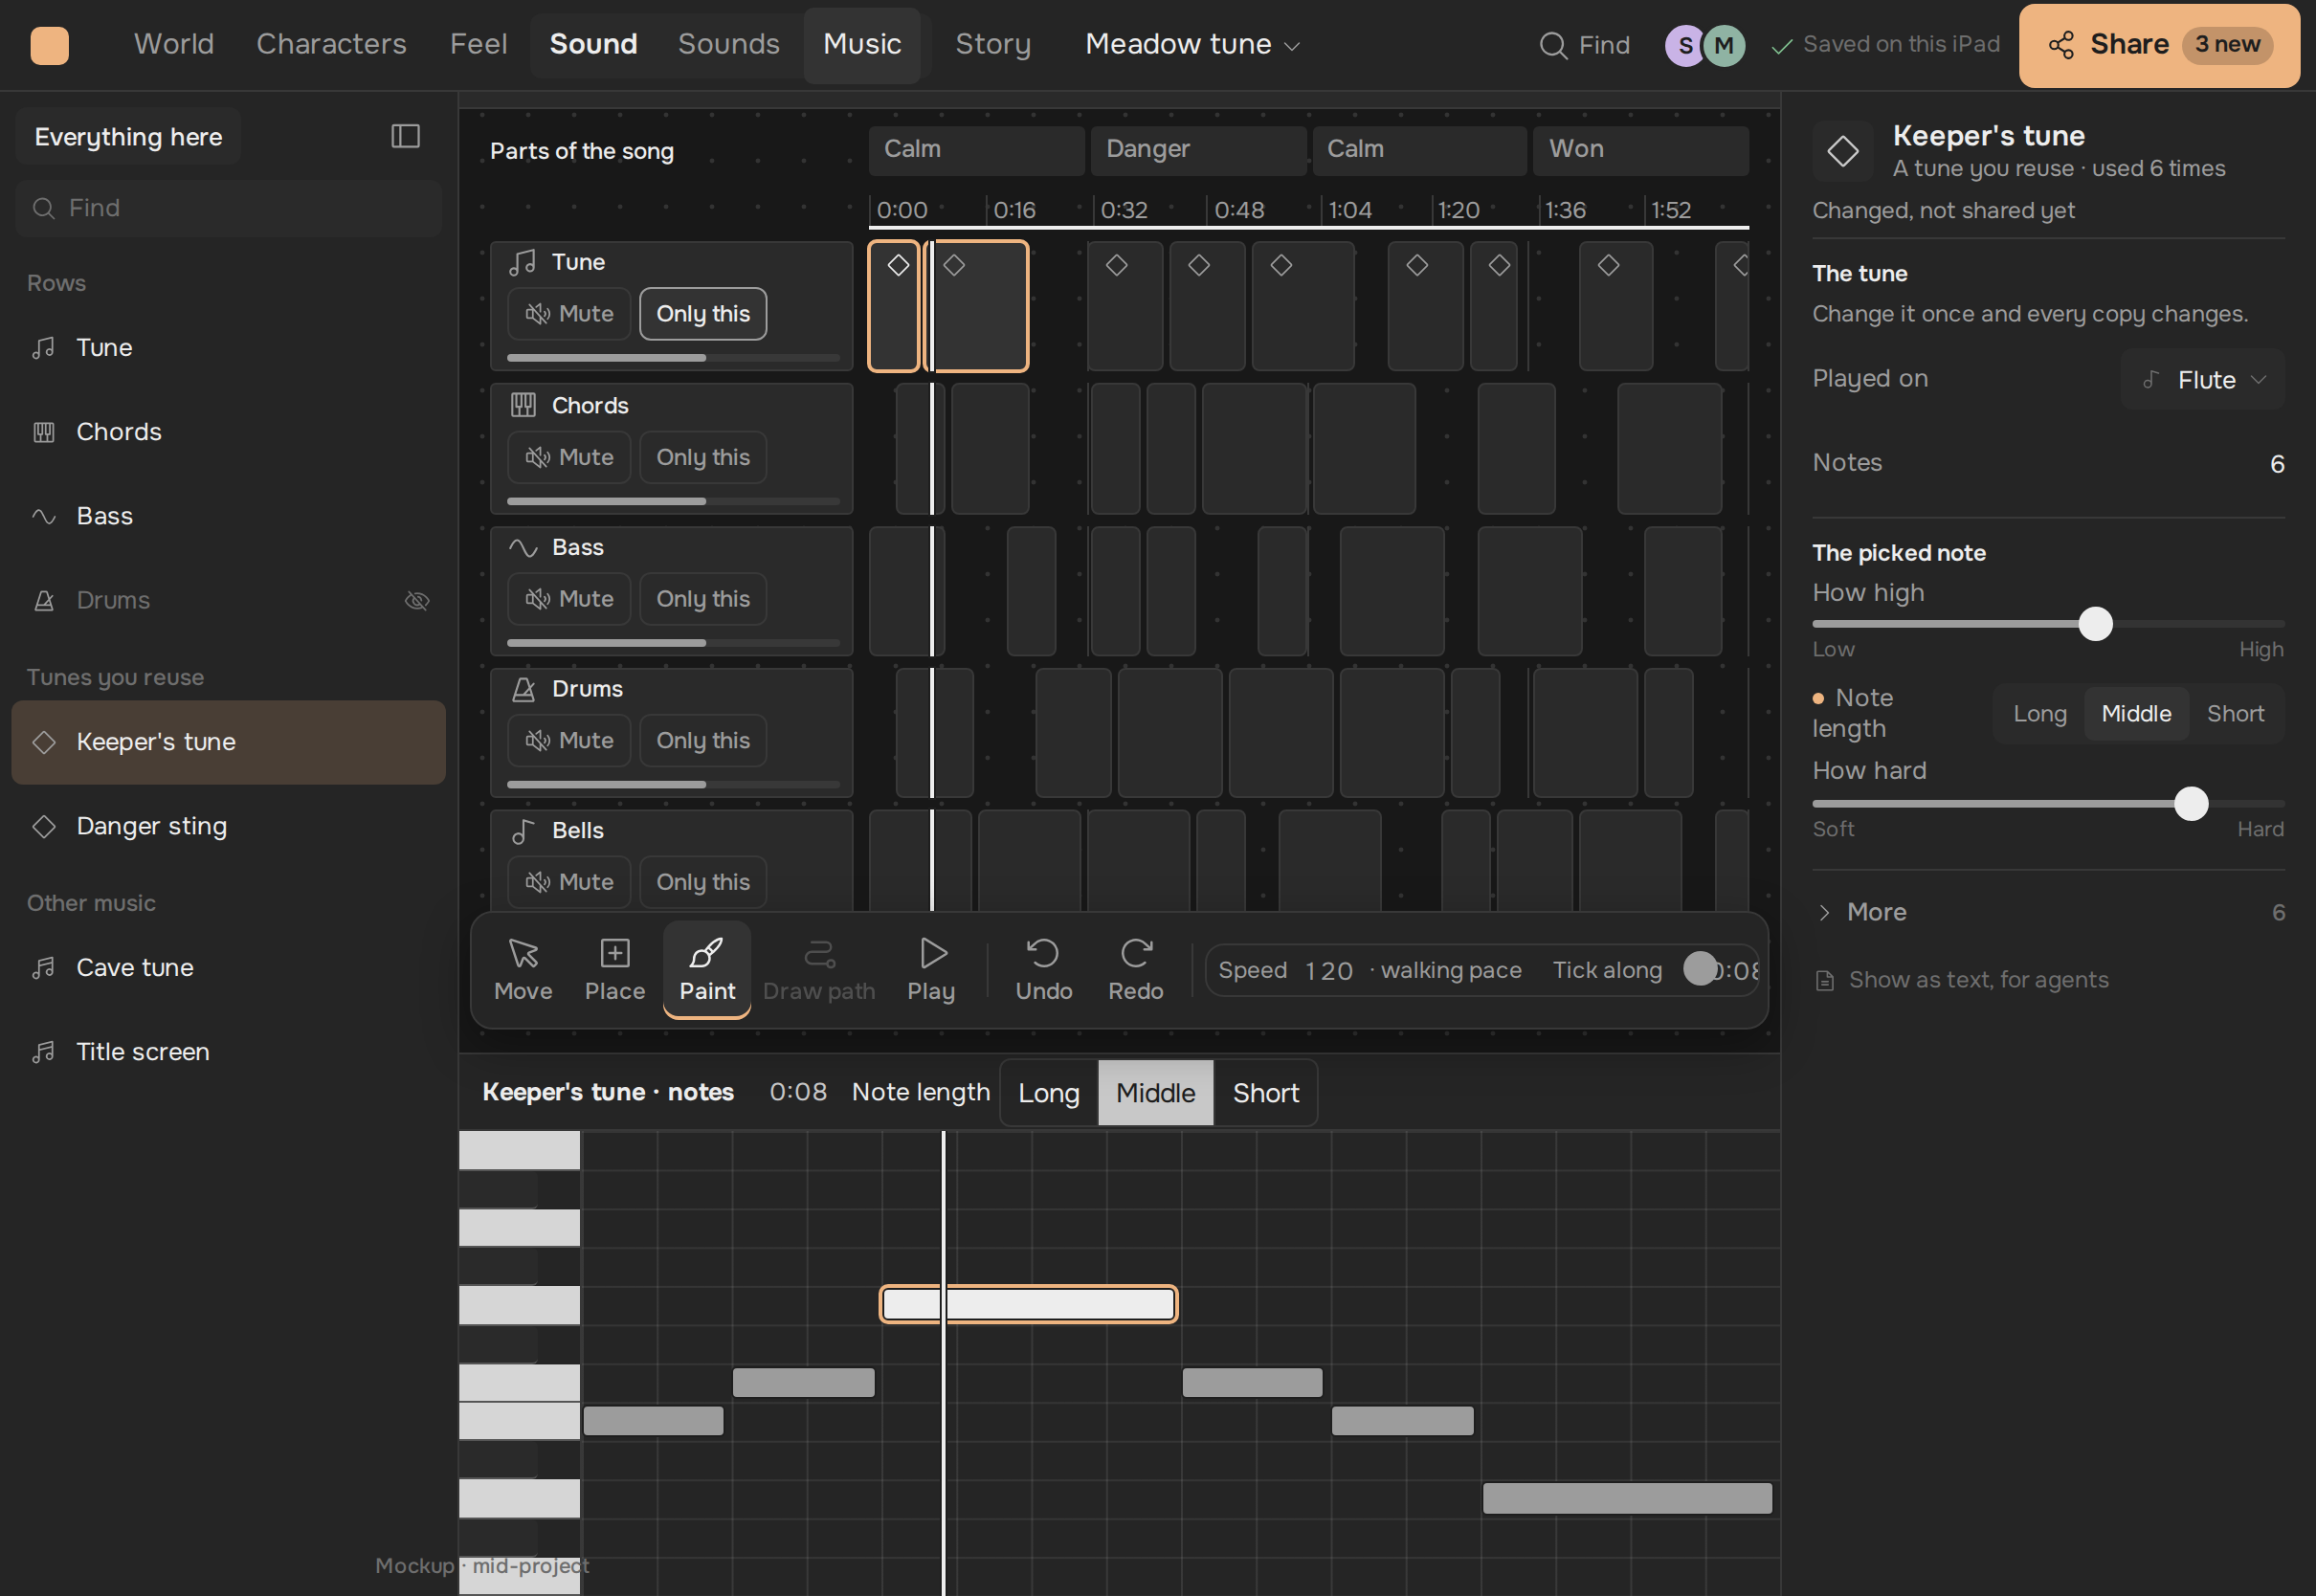 World Characters Feel Sound Sounds Music Story Meadow tune Find S M Saved on this iPad Share 3 new
Everything here
Find
Rows
Tune
Chords
Bass
Drums
Tunes you reuse
Keeper's tune
Danger sting
Other music
Cave tune
Title screen
Parts of the song Calm Danger Calm Won
0:00 0:16 0:32 0:48 1:04 1:20 1:36 1:52
Tune
Mute Only this
Chords
Mute Only this
Bass
Mute Only this
Drums
Mute Only this
Bells
Mute Only this
Move Place Paint Draw path Play Undo Redo Speed 120 · walking pace Tick along
Keeper's tune · notes 0:08 Note length Long Middle Short
Mockup · mid-project
Keeper's tune
A tune you reuse · used 6 times
Changed, not shared yet
The tune
Change it once and every copy changes.
Played on Flute
Notes 6
The picked note
How high
Low High
Note length Long Middle Short
How hard
Soft Hard
More 6
Show as text, for agents